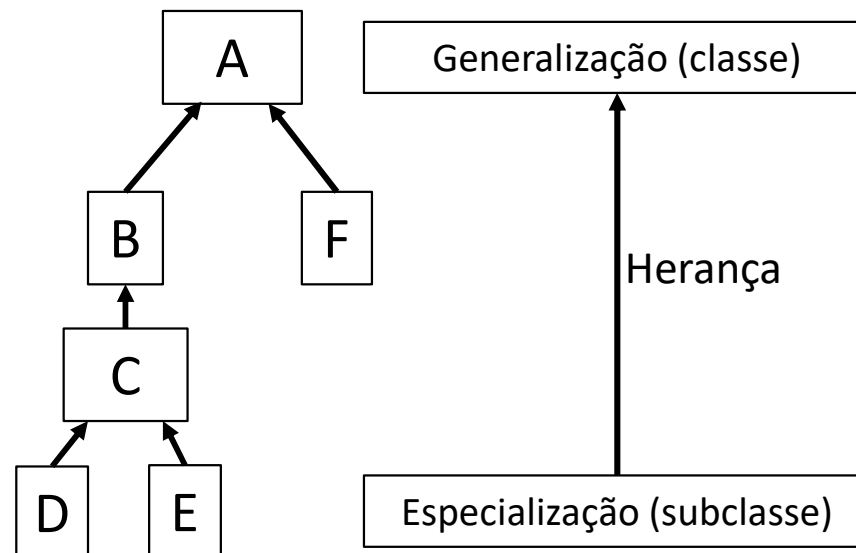 A
Generalização (classe)
B
F
Herança
C
D
E
Especialização (subclasse)